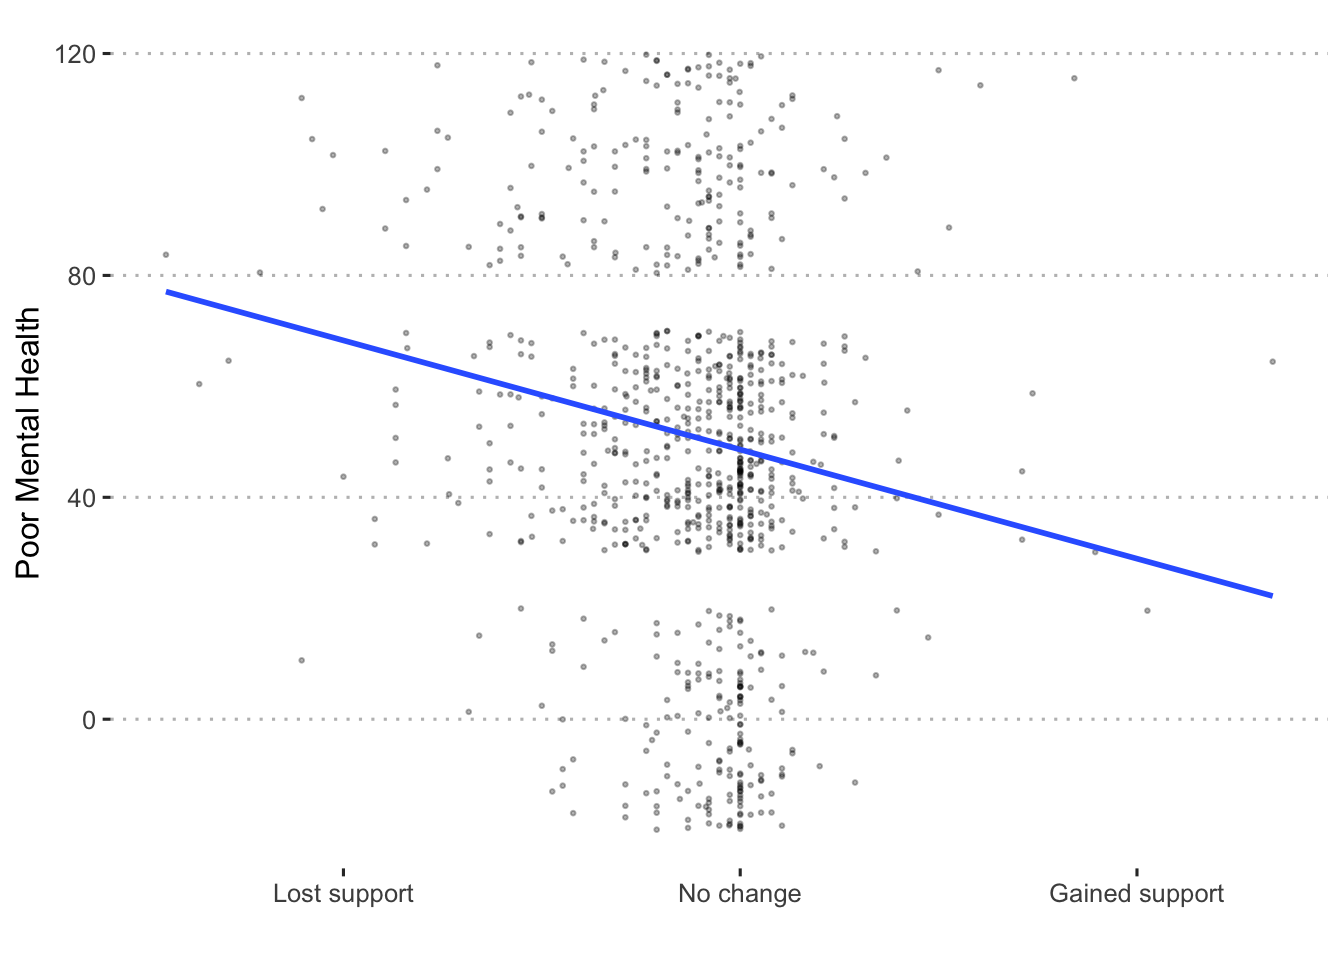 120
80
40
0
Poor Mental Health
Lost support
No change
Gained support